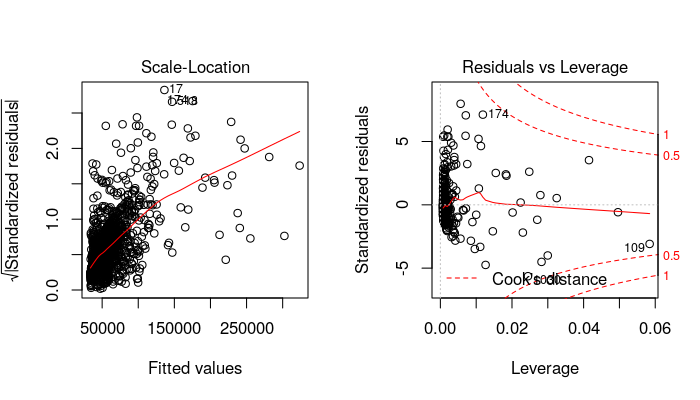 Scale-Location
√|Standardized residuals|
0.0 1.0 2.0
17
50000 150000 250000
Fitted values
Residuals vs Leverage
Standardized residuals
-5 0 5
174
109
1
0.5
0.5
1
Cook's distance
0.00 0.02 0.04 0.06
Leverage